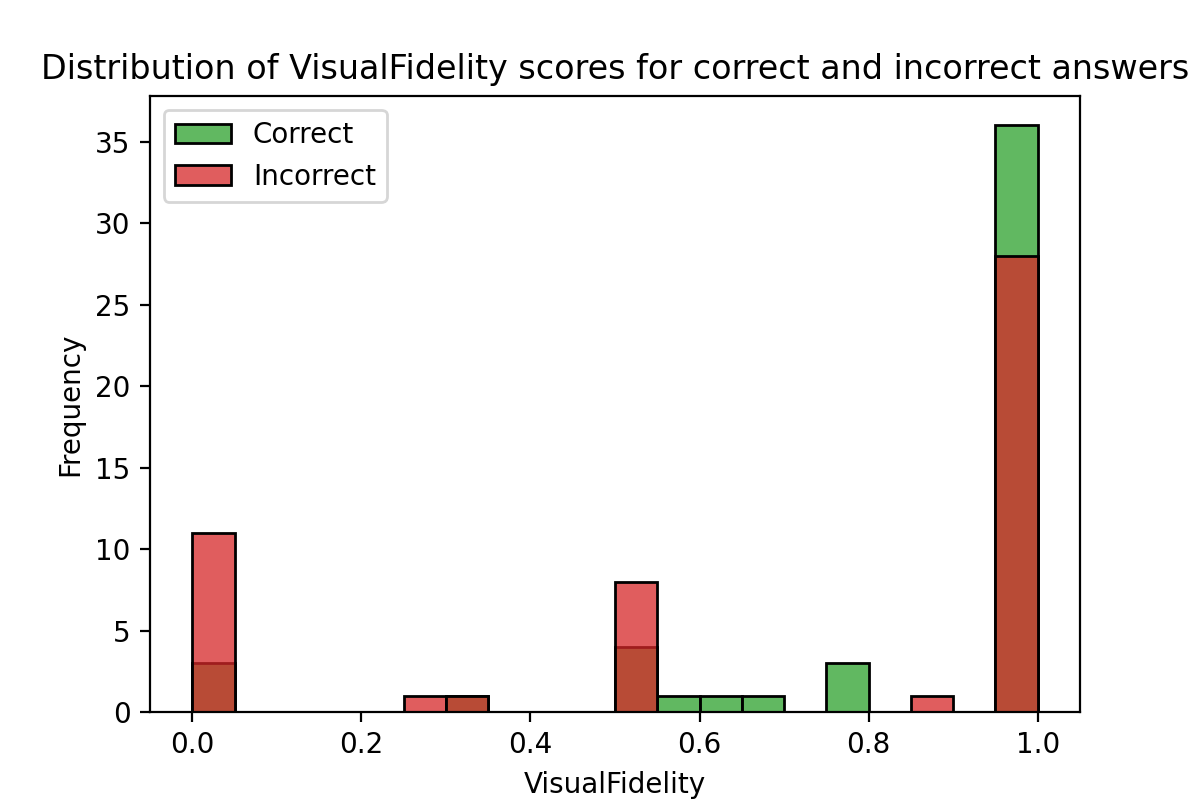 Distribution of VisualFidelity scores for correct and incorrect answers
Correct
Incorrect
35
30
25
20
15
10
5
0
Frequency
0.0 0.2 0.4 0.6 0.8 1.0
VisualFidelity